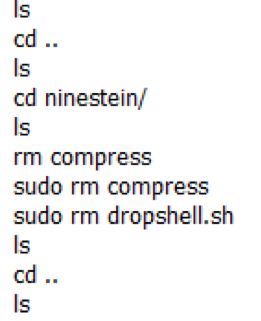 ls
cd ..
ls
cd ninestein/
ls
rm compress
sudo rm compress
sudo rm dropshell.sh
ls
cd ..
ls